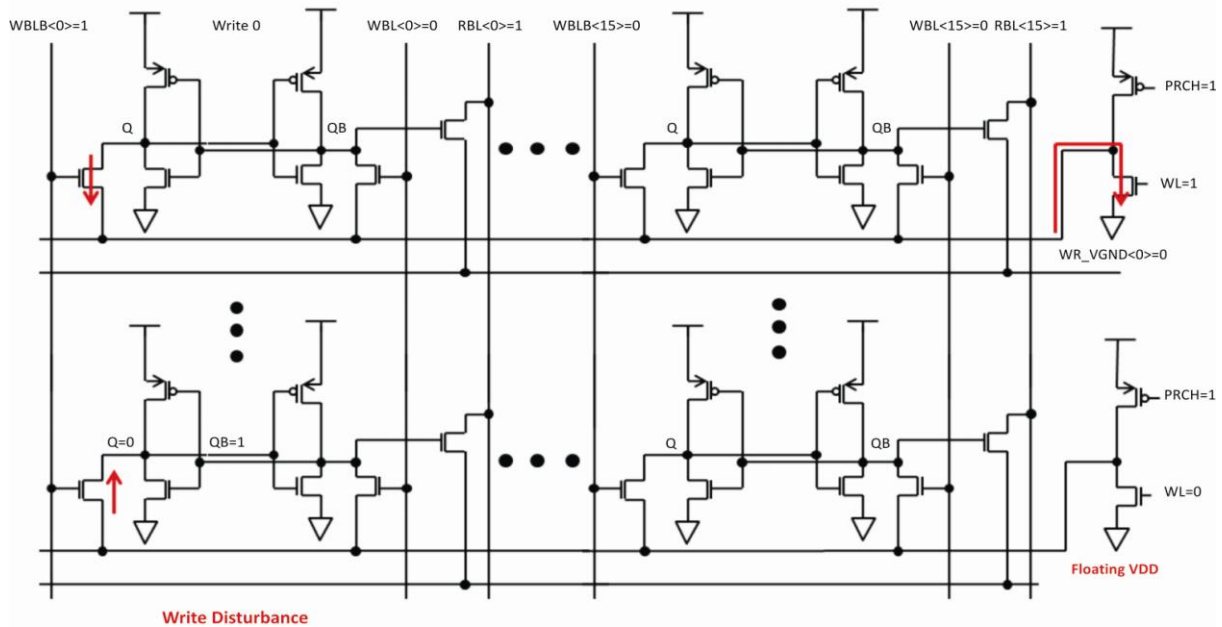 WBLB<0>=1 Write 0 WBL<0>=0 RBL<0>=1 WBLB<15>=0 WBL<15>=0 RBL<15>=1
PRCH=1
Q QB Q QB
WL=1
WR_VGND<0>=0
PRCH=1
Q=0 QB=1 Q QB
WL=0
Floating VDD
Write Disturbance